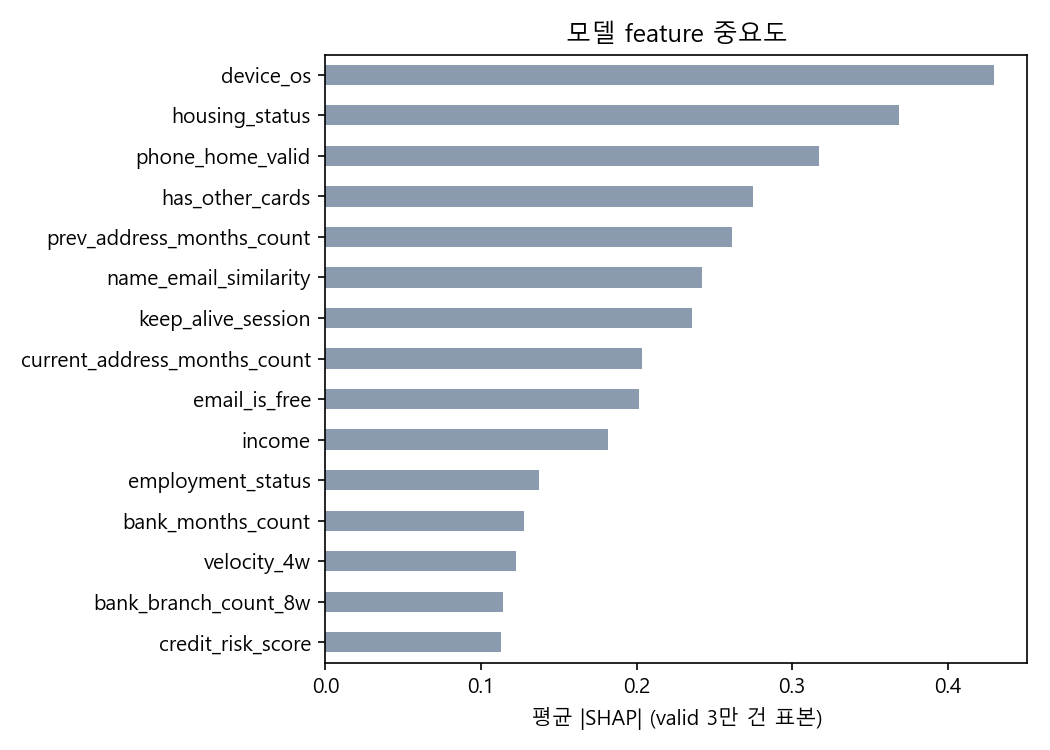 모델 feature 중요도
device_os
housing_status
phone_home_valid
has_other_cards
prev_address_months_count
name_email_similarity
keep_alive_session
current_address_months_count
email_is_free
income
employment_status
bank_months_count
velocity_4w
bank_branch_count_8w
credit_risk_score
0.0 0.1 0.2 0.3 0.4
평균 |SHAP| (valid 3만 건 표본)